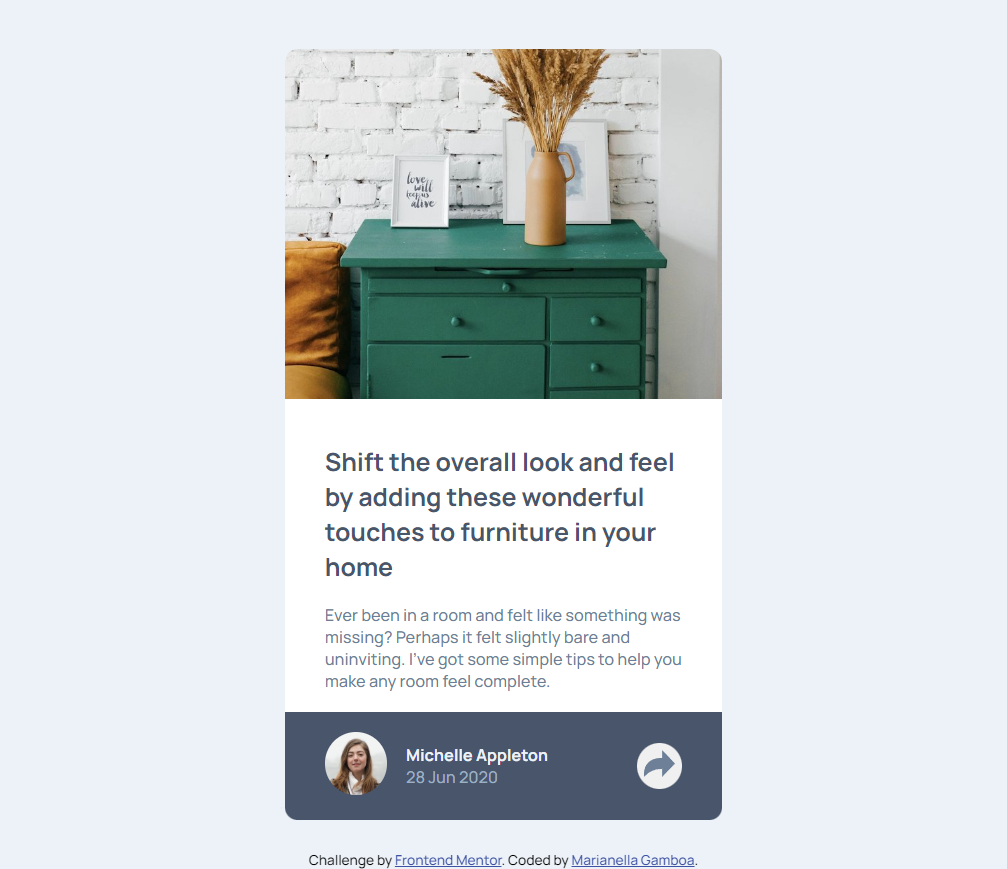 love
will
keep us
alive
Shift the overall look and feel
by adding these wonderful
touches to furniture in your
home
Ever been in a room and felt like something was
missing? Perhaps it felt slightly bare and
uninviting. I've got some simple tips to help you
make any room feel complete.
Michelle Appleton
28 Jun 2020
Challenge by Frontend Mentor. Coded by Marianella Gamboa.